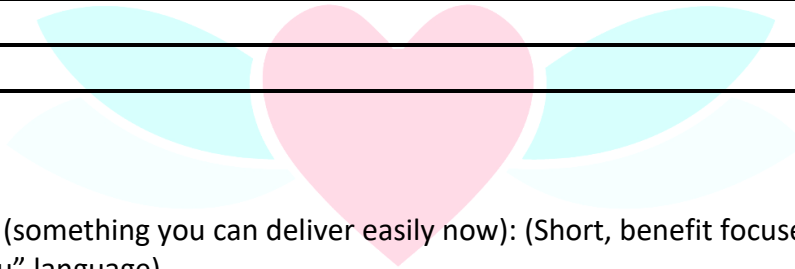 (something you can deliver easily now): (Short, benefit focuse
u” language)